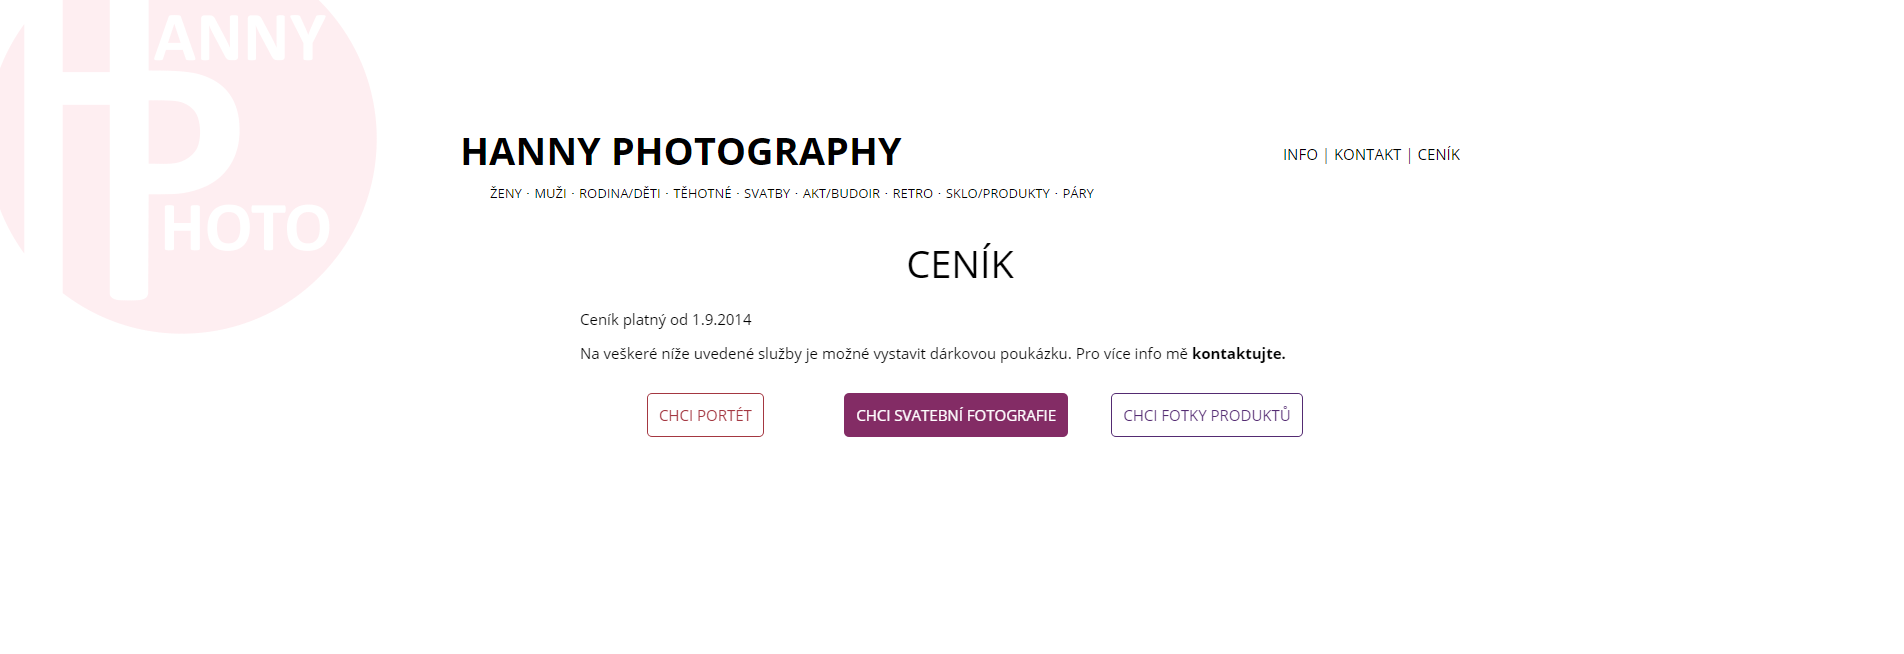 HANNY
PHOTO
HANNY PHOTOGRAPHY
INFO | KONTAKT | CENÍK
ŽENY · MUŽI · RODINA/DĚTI · TĚHOTNÉ · SVATBY · AKT/BUDOIR · RETRO · SKLO/PRODUKTY · PÁRY
CENÍK
Ceník platný od 1.9.2014
Na veškeré níže uvedené služby je možné vystavit dárkovou poukázku. Pro více info mě kontaktujte.
CHCI PORTÉT
CHCI SVATEBNÍ FOTOGRAFIE
CHCI FOTKY PRODUKTŮ